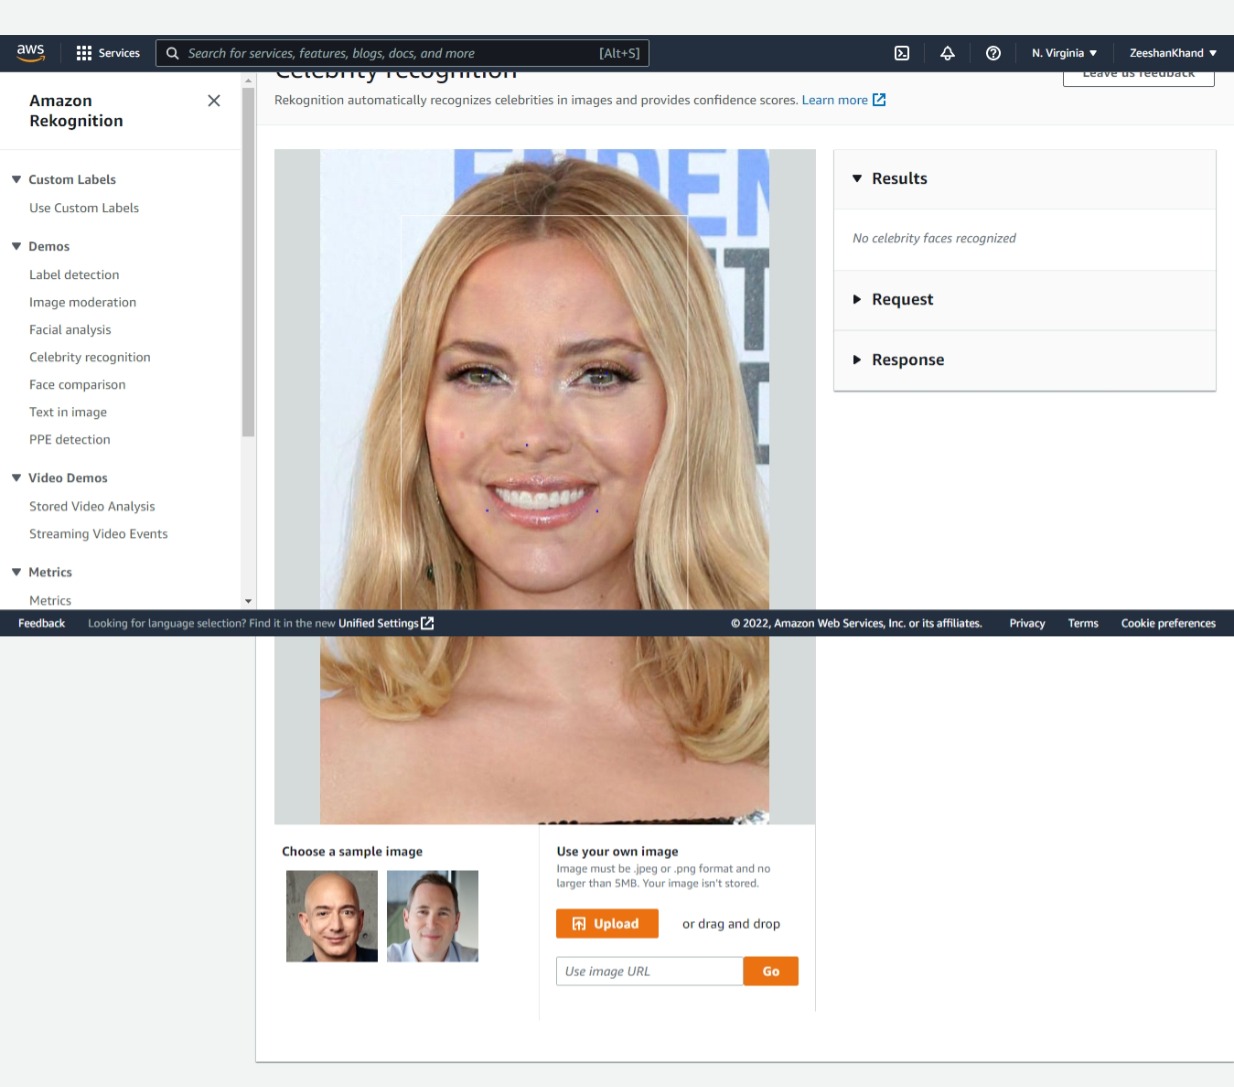 aws
Services
Search for services, features, blogs, docs, and more
[Alt+S]
N. Virginia
ZeeshanKhand
Amazon
Rekognition
Custom Labels
Use Custom Labels
Demos
Label detection
Image moderation
Facial analysis
Celebrity recognition
Face comparison
Text in image
PPE detection
Video Demos
Stored Video Analysis
Streaming Video Events
Metrics
Metrics
Celebrity recognition
Leave us feedback
Rekognition automatically recognizes celebrities in images and provides confidence scores. Learn more
Results
No celebrity faces recognized
Request
Response
Feedback
Looking for language selection? Find it in the new Unified Settings
© 2022, Amazon Web Services, Inc. or its affiliates.
Privacy
Terms
Cookie preferences
Choose a sample image
Use your own image
Image must be .jpeg or .png format and no
larger than 5MB. Your image isn't stored.
Upload
or drag and drop
Use image URL
Go